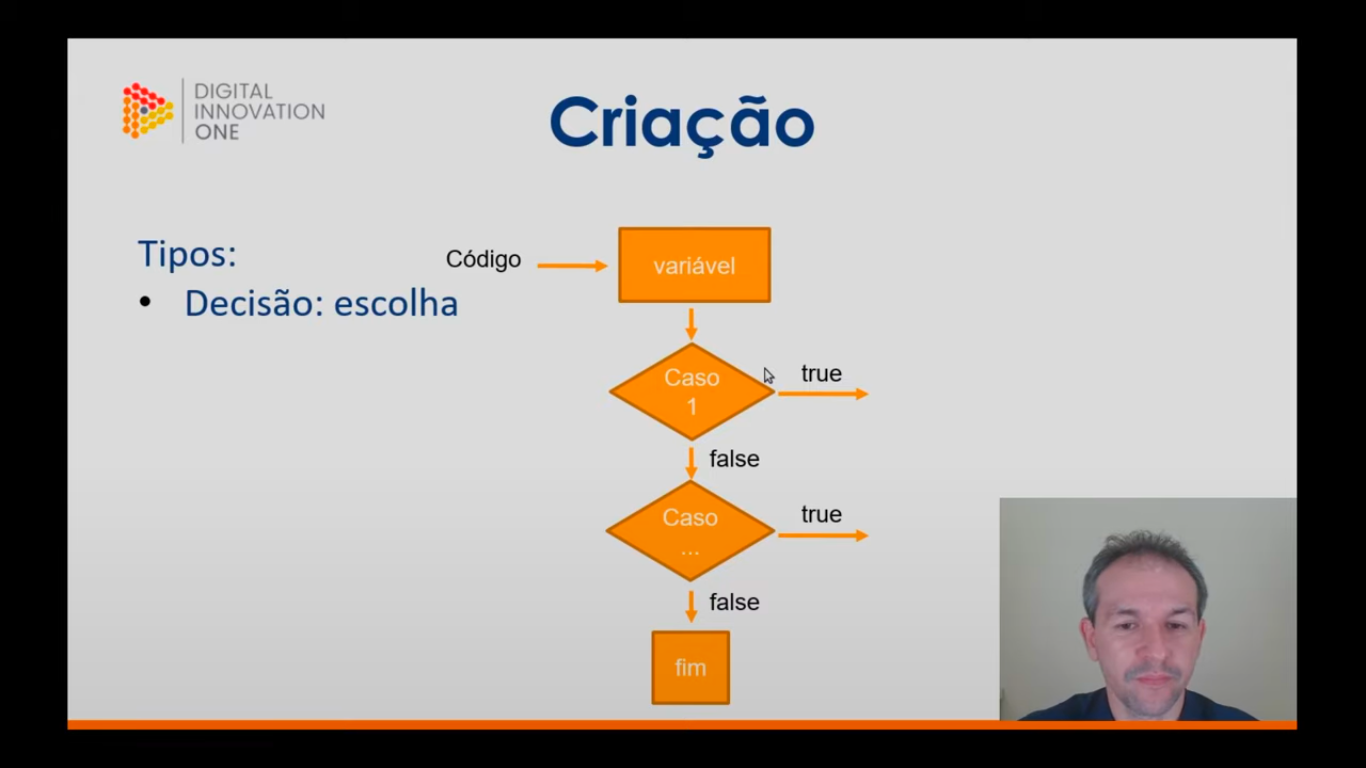 DIGITAL
INNOVATION
ONE
Criação
Tipos:
• Decisão: escolha
Código
variável
Caso
1
true
false
Caso
...
true
false
fim